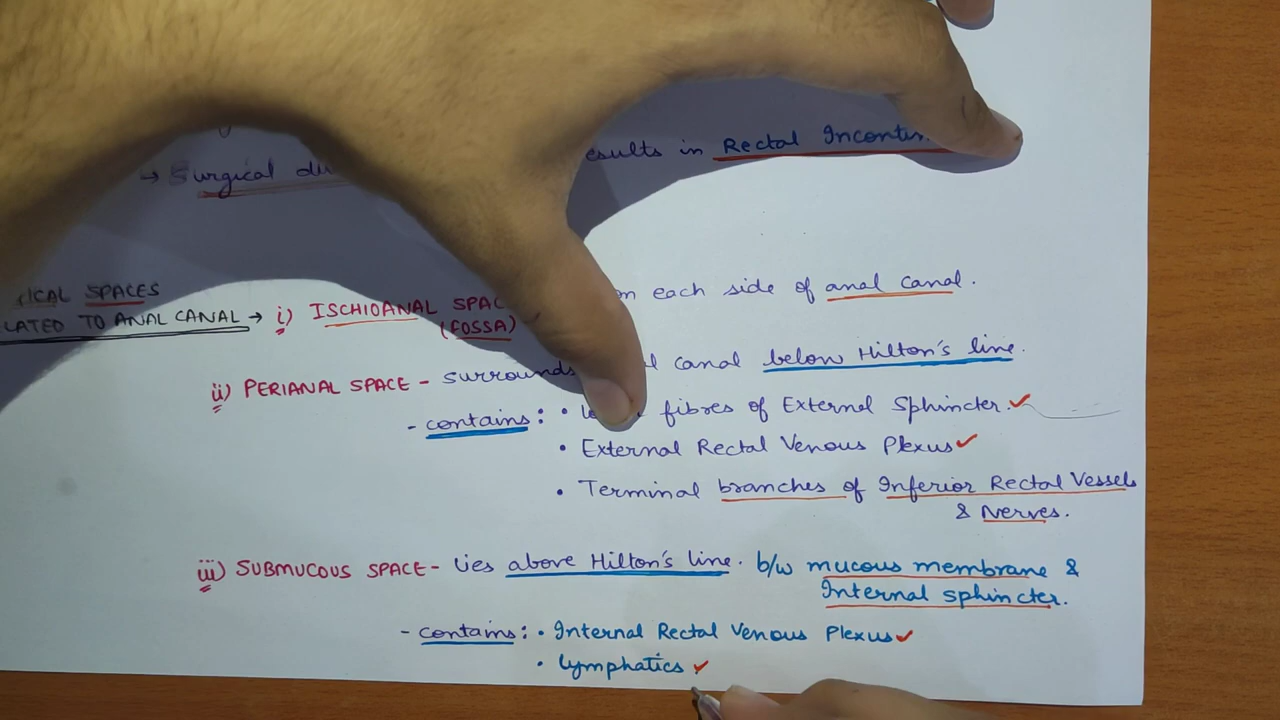 esults in Rectal
→ Surgical
ICAL SPACES
LATED TO ANAL CANAL → i) ISCHIOANAL SPAC on each side of anal canal.
(FOSSA)
ii) PERIANAL SPACE - surrounds canal below Hilton's line.
- contains: • fibres of External Sphincter. ✓
• External Rectal Venous Plexus ✓
• Terminal branches of Inferior Rectal Vessels
& Nerves.
iii) SUBMUCOUS SPACE - lies above Hilton's line. b/w mucous membrane &
Internal sphincter.
- contains: • Internal Rectal Venous Plexus ✓
• lymphatics ✓